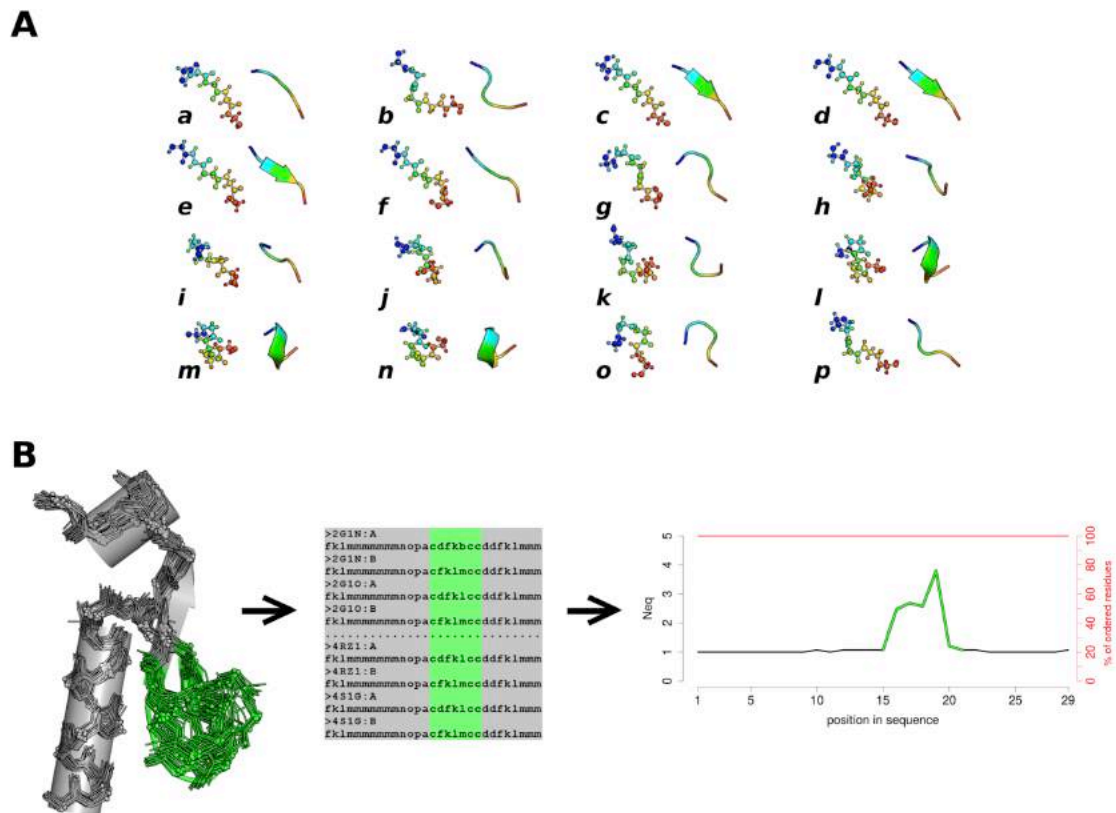 A
a
b
c
d
e
f
g
h
i
j
k
l
m
n
o
p
B
>2G1N:A
fklmmmmmmmnopacdfkbccddfklmmm
>2G1N:B
fklmmmmmmmnopacfklmccddfklmmm
>2G1O:A
fklmmmmmmmnopacdfklccddfklmmm
>2G1O:B
fklmmmmmmmnopacfklmccddfklmmm
.............................
>4RZ1:A
fklmmmmmmmnopacdfklccddfklmmm
>4RZ1:B
fklmmmmmmmnopacfklmccddfklmmm
>4S1G:A
fklmmmmmmmnopacdfklccddfklmmm
>4S1G:B
fklmmmmmmmnopacfklmccddfklmmm
Neq
0 1 2 3 4 5
1 5 10 15 20 25 29
position in sequence
0 20 40 60 80 100
% of ordered residues